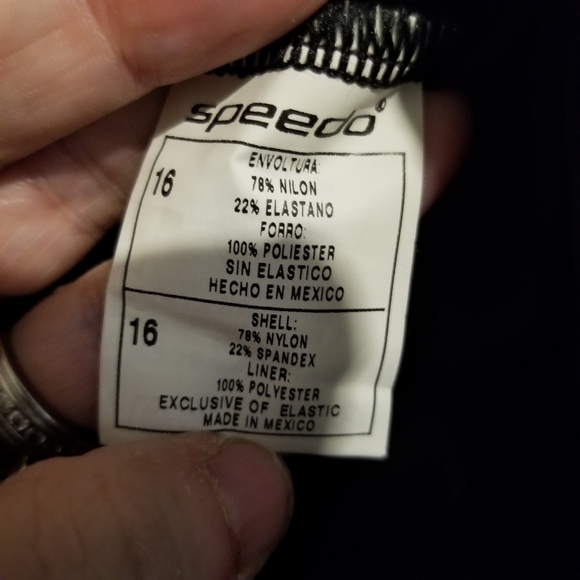 speedo®
16
ENVOLTURA:
78% NILON
22% ELASTANO
FORRO:
100% POLIESTER
SIN ELASTICO
HECHO EN MEXICO
16
SHELL:
78% NYLON
22% SPANDEX
LINER:
100% POLYESTER
EXCLUSIVE OF ELASTIC
MADE IN MEXICO